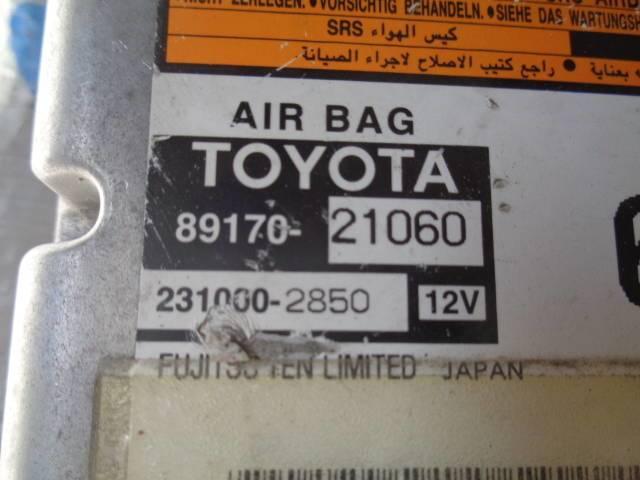 NICHT ZERLEGEN. •VORSICHTIG BEHANDELN. •SIEHE DAS WARTUNGSH
كيس الهواء SRS
بعناية • راجع كتيب الاصلاح لاجراء الصيانة
AIR BAG
TOYOTA
89170-21060
231000-2850 12V
FUJITSU TEN LIMITED JAPAN